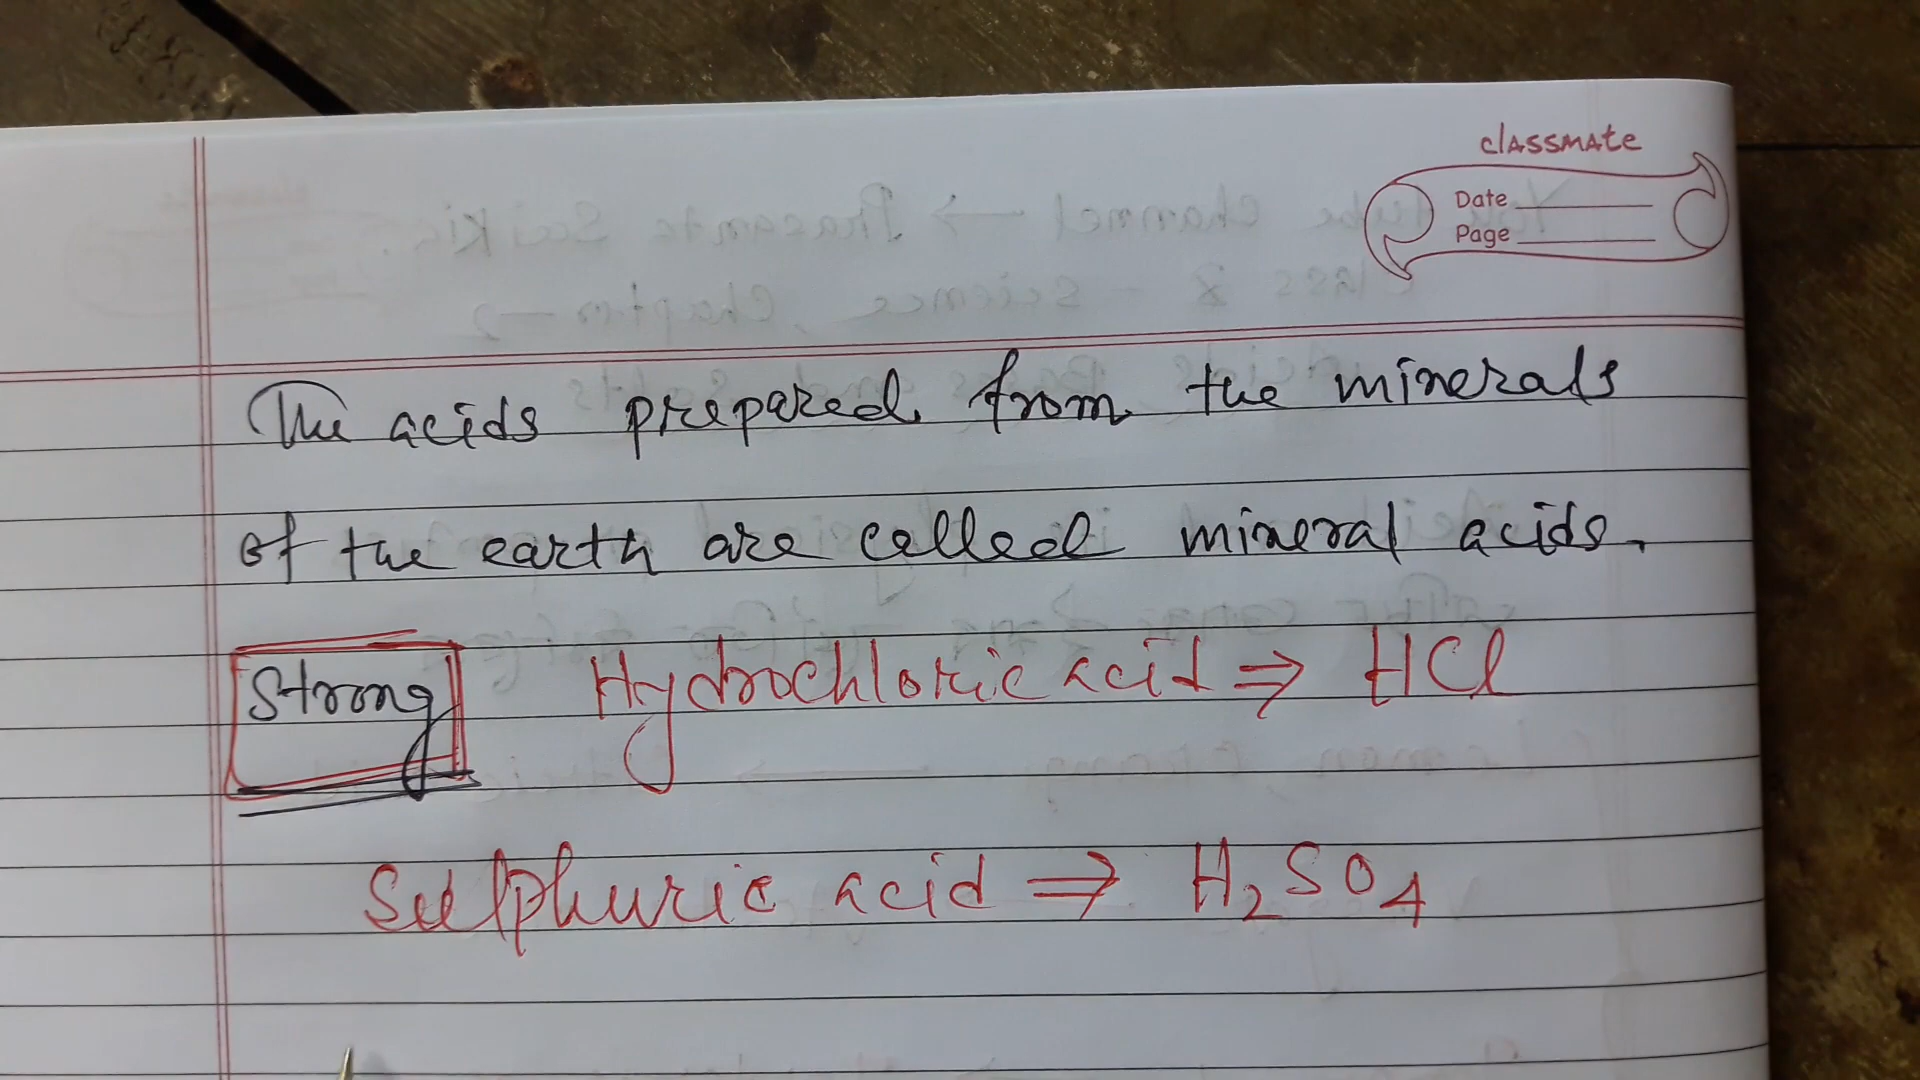 classmate
Date
Page
The acids prepared from the minerals
of the earth are called mineral acids.
Strong Hydrochloric acid ⇒ HCl
Sulphuric acid ⇒ H₂SO₄